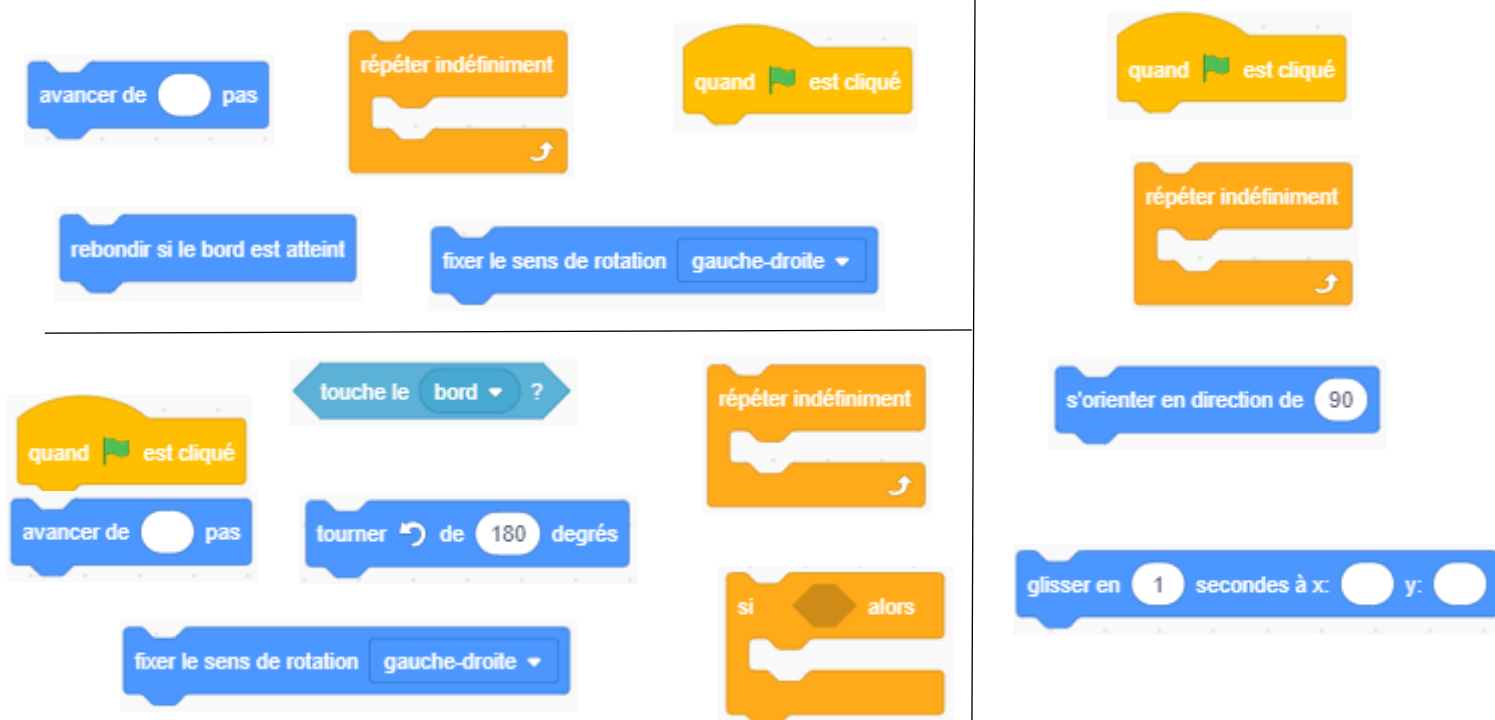 avancer de pas
répéter indéfiniment
quand est cliqué
rebondir si le bord est atteint
fixer le sens de rotation gauche-droite
touche le bord ?
quand est cliqué
avancer de pas
tourner de 180 degrés
répéter indéfiniment
si alors
fixer le sens de rotation gauche-droite
quand est cliqué
répéter indéfiniment
s'orienter en direction de 90
glisser en 1 secondes à x: y: